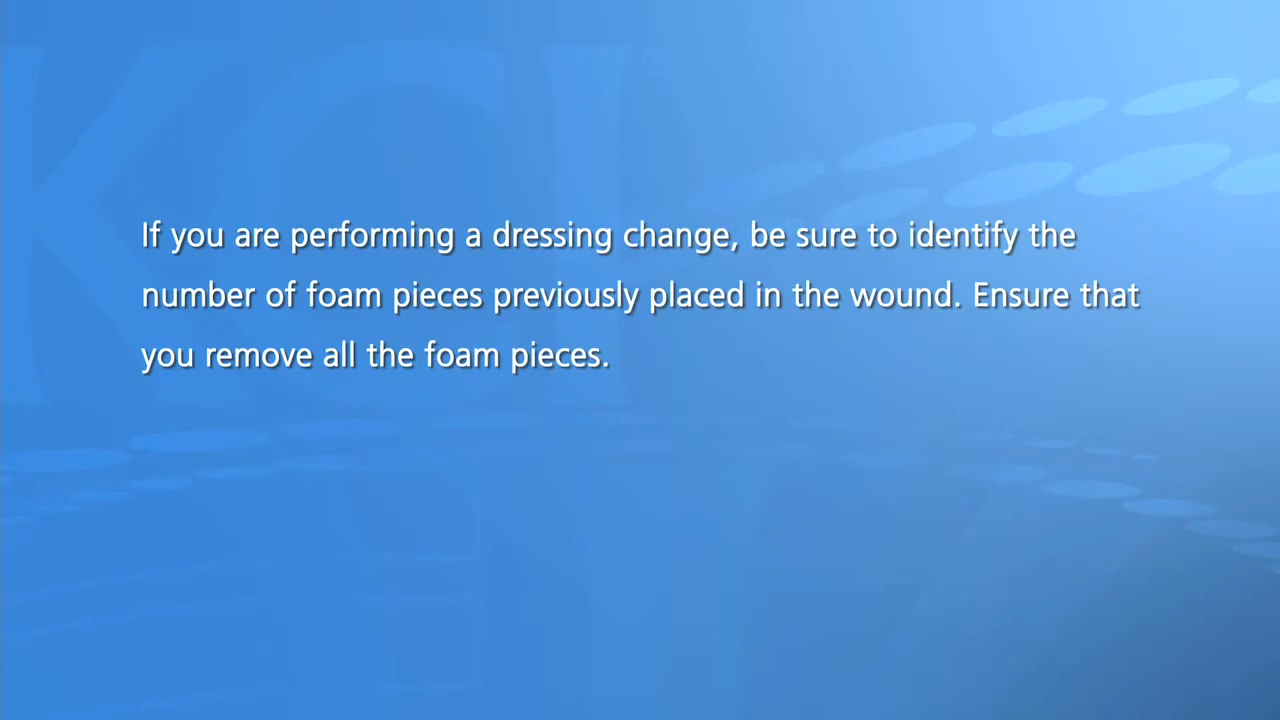 KCI
If you are performing a dressing change, be sure to identify the
number of foam pieces previously placed in the wound. Ensure that
you remove all the foam pieces.